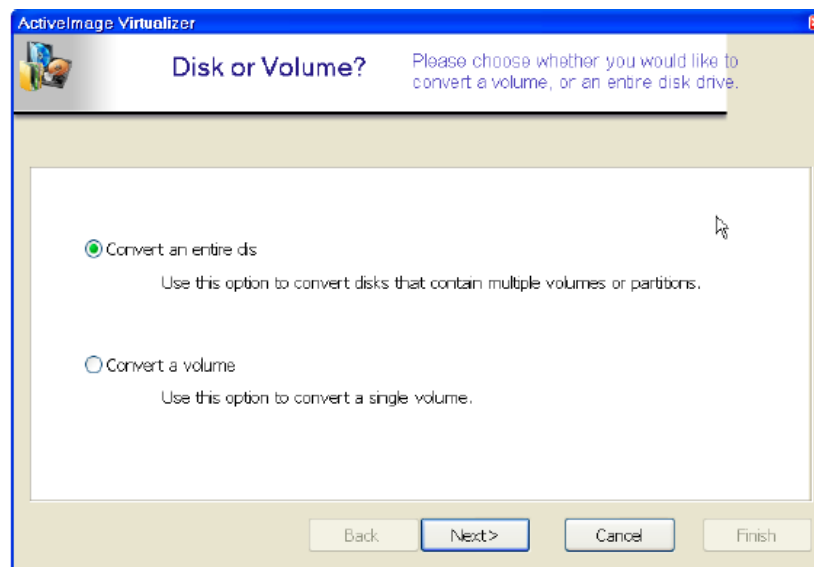 ActiveImage Virtualizer
Disk or Volume?
Please choose whether you would like to
convert a volume, or an entire disk drive.
Convert an entire dis
Use this option to convert disks that contain multiple volumes or partitions.
Convert a volume
Use this option to convert a single volume.
Back
Next>
Cancel
Finish